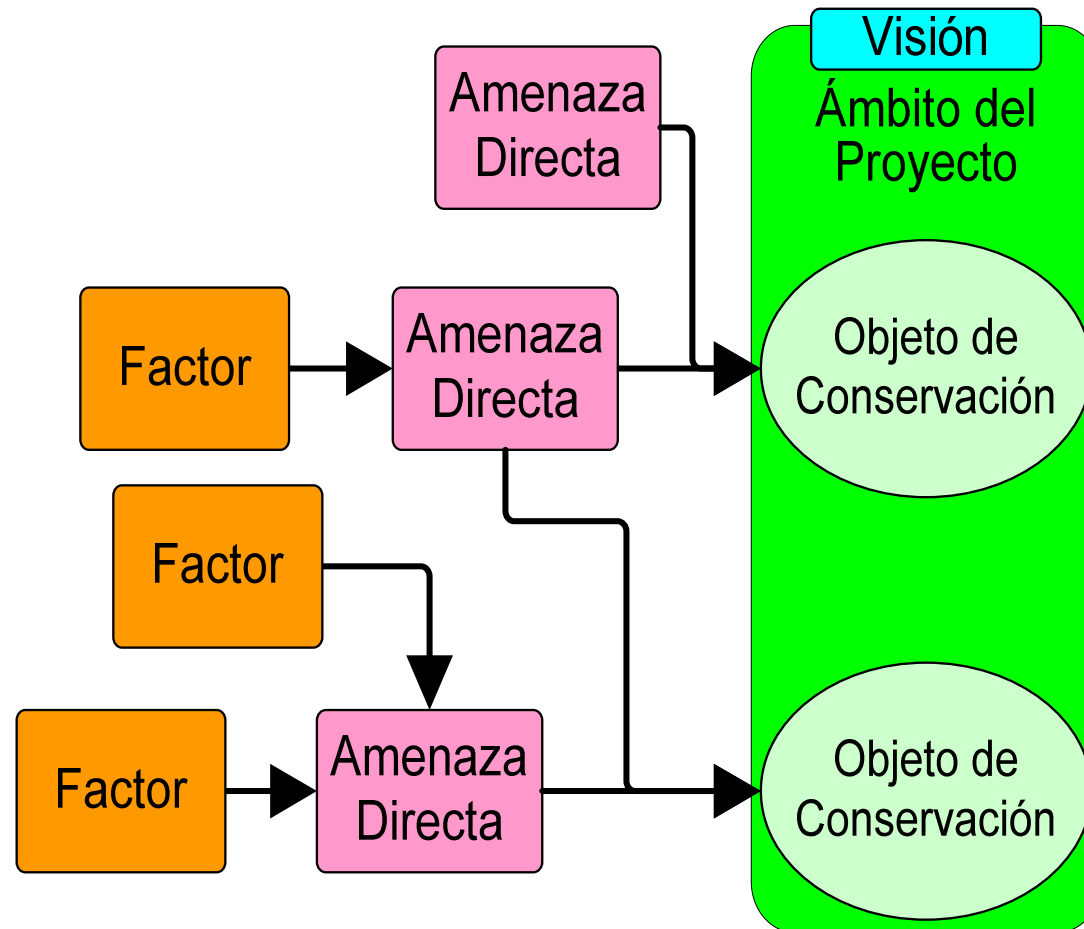 Visión
Ámbito del
Proyecto
Amenaza
Directa
Factor
Amenaza
Directa
Objeto de
Conservación
Factor
Factor
Amenaza
Directa
Objeto de
Conservación